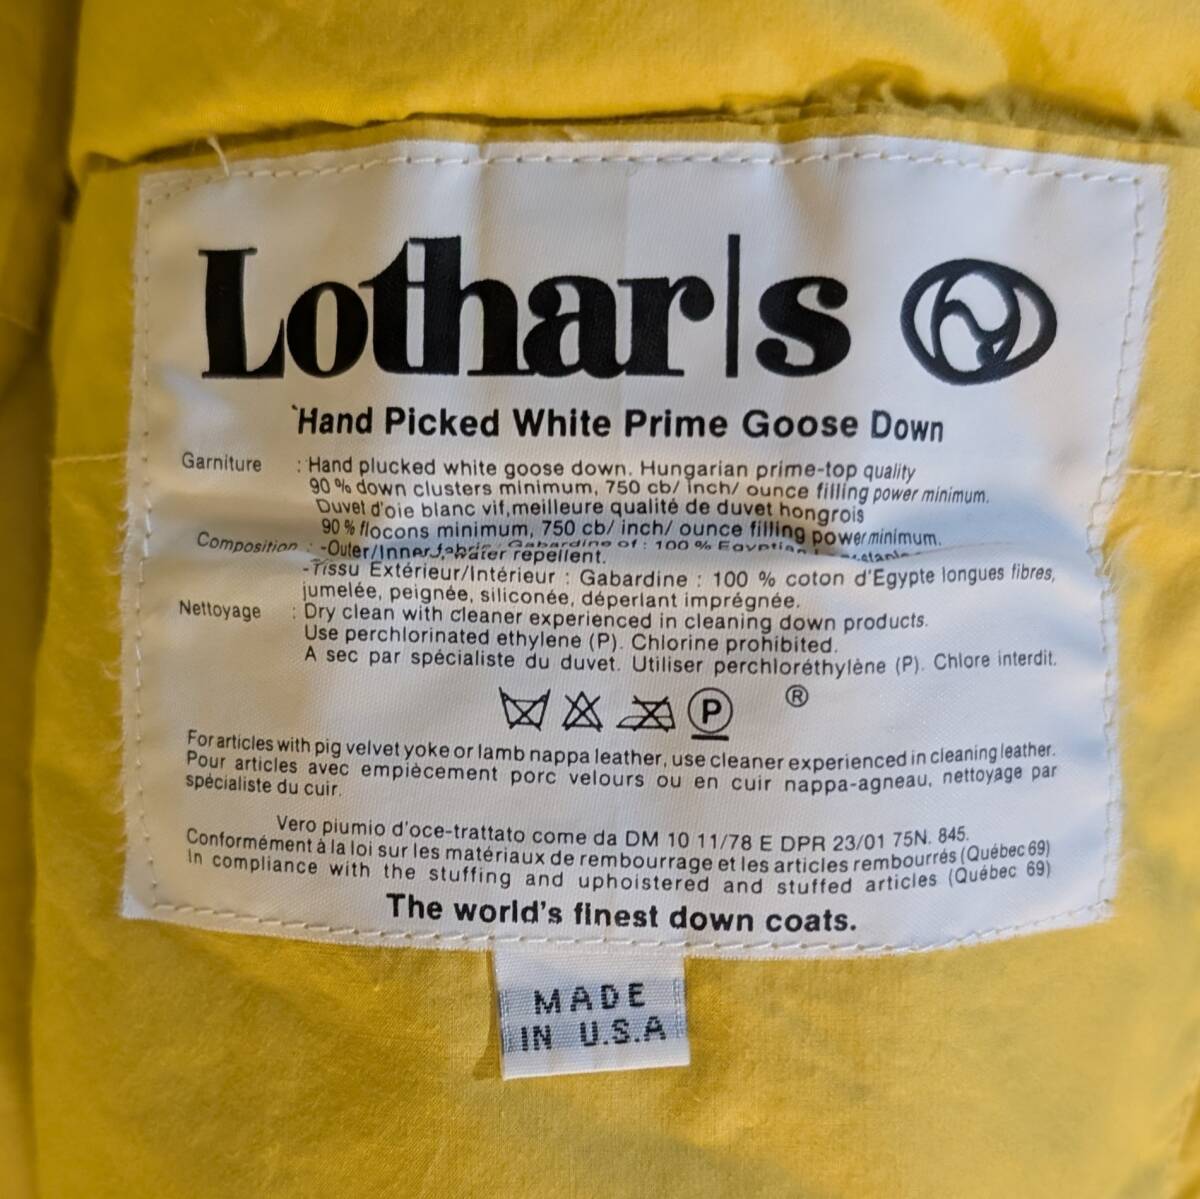 Lothar|s
Hand Picked White Prime Goose Down
Garniture : Hand plucked white goose down. Hungarian prime-top quality
90 % down clusters minimum, 750 cb/ inch/ ounce filling power minimum.
Duvet d'oie blanc vif, meilleure qualité de duvet hongrois
90 % flocons minimum, 750 cb/ inch/ ounce filling power minimum.
Composition : -Outer/Inner fabric: Gabardine of : 100 % Egyptian
water repellent.
-Tissu Extérieur/Intérieur : Gabardine : 100 % coton d'Egypte longues fibres,
jumelée, peignée, siliconée, déperlant imprégnée.
Nettoyage : Dry clean with cleaner experienced in cleaning down products.
Use perchlorinated ethylene (P). Chlorine prohibited.
A sec par spécialiste du duvet. Utiliser perchloréthylène (P). Chlore interdit.
P ®
For articles with pig velvet yoke or lamb nappa leather, use cleaner experienced in cleaning leather.
Pour articles avec empiècement porc velours ou en cuir nappa-agneau, nettoyage par
spécialiste du cuir.
Vero piumio d'oce-trattato come da DM 10 11/78 E DPR 23/01 75N. 845.
Conformément à la loi sur les matériaux de rembourrage et les articles rembourrés (Québec 69)
In compliance with the stuffing and uphoistered and stuffed articles (Québec 69)
The world's finest down coats.
MADE
IN U.S.A